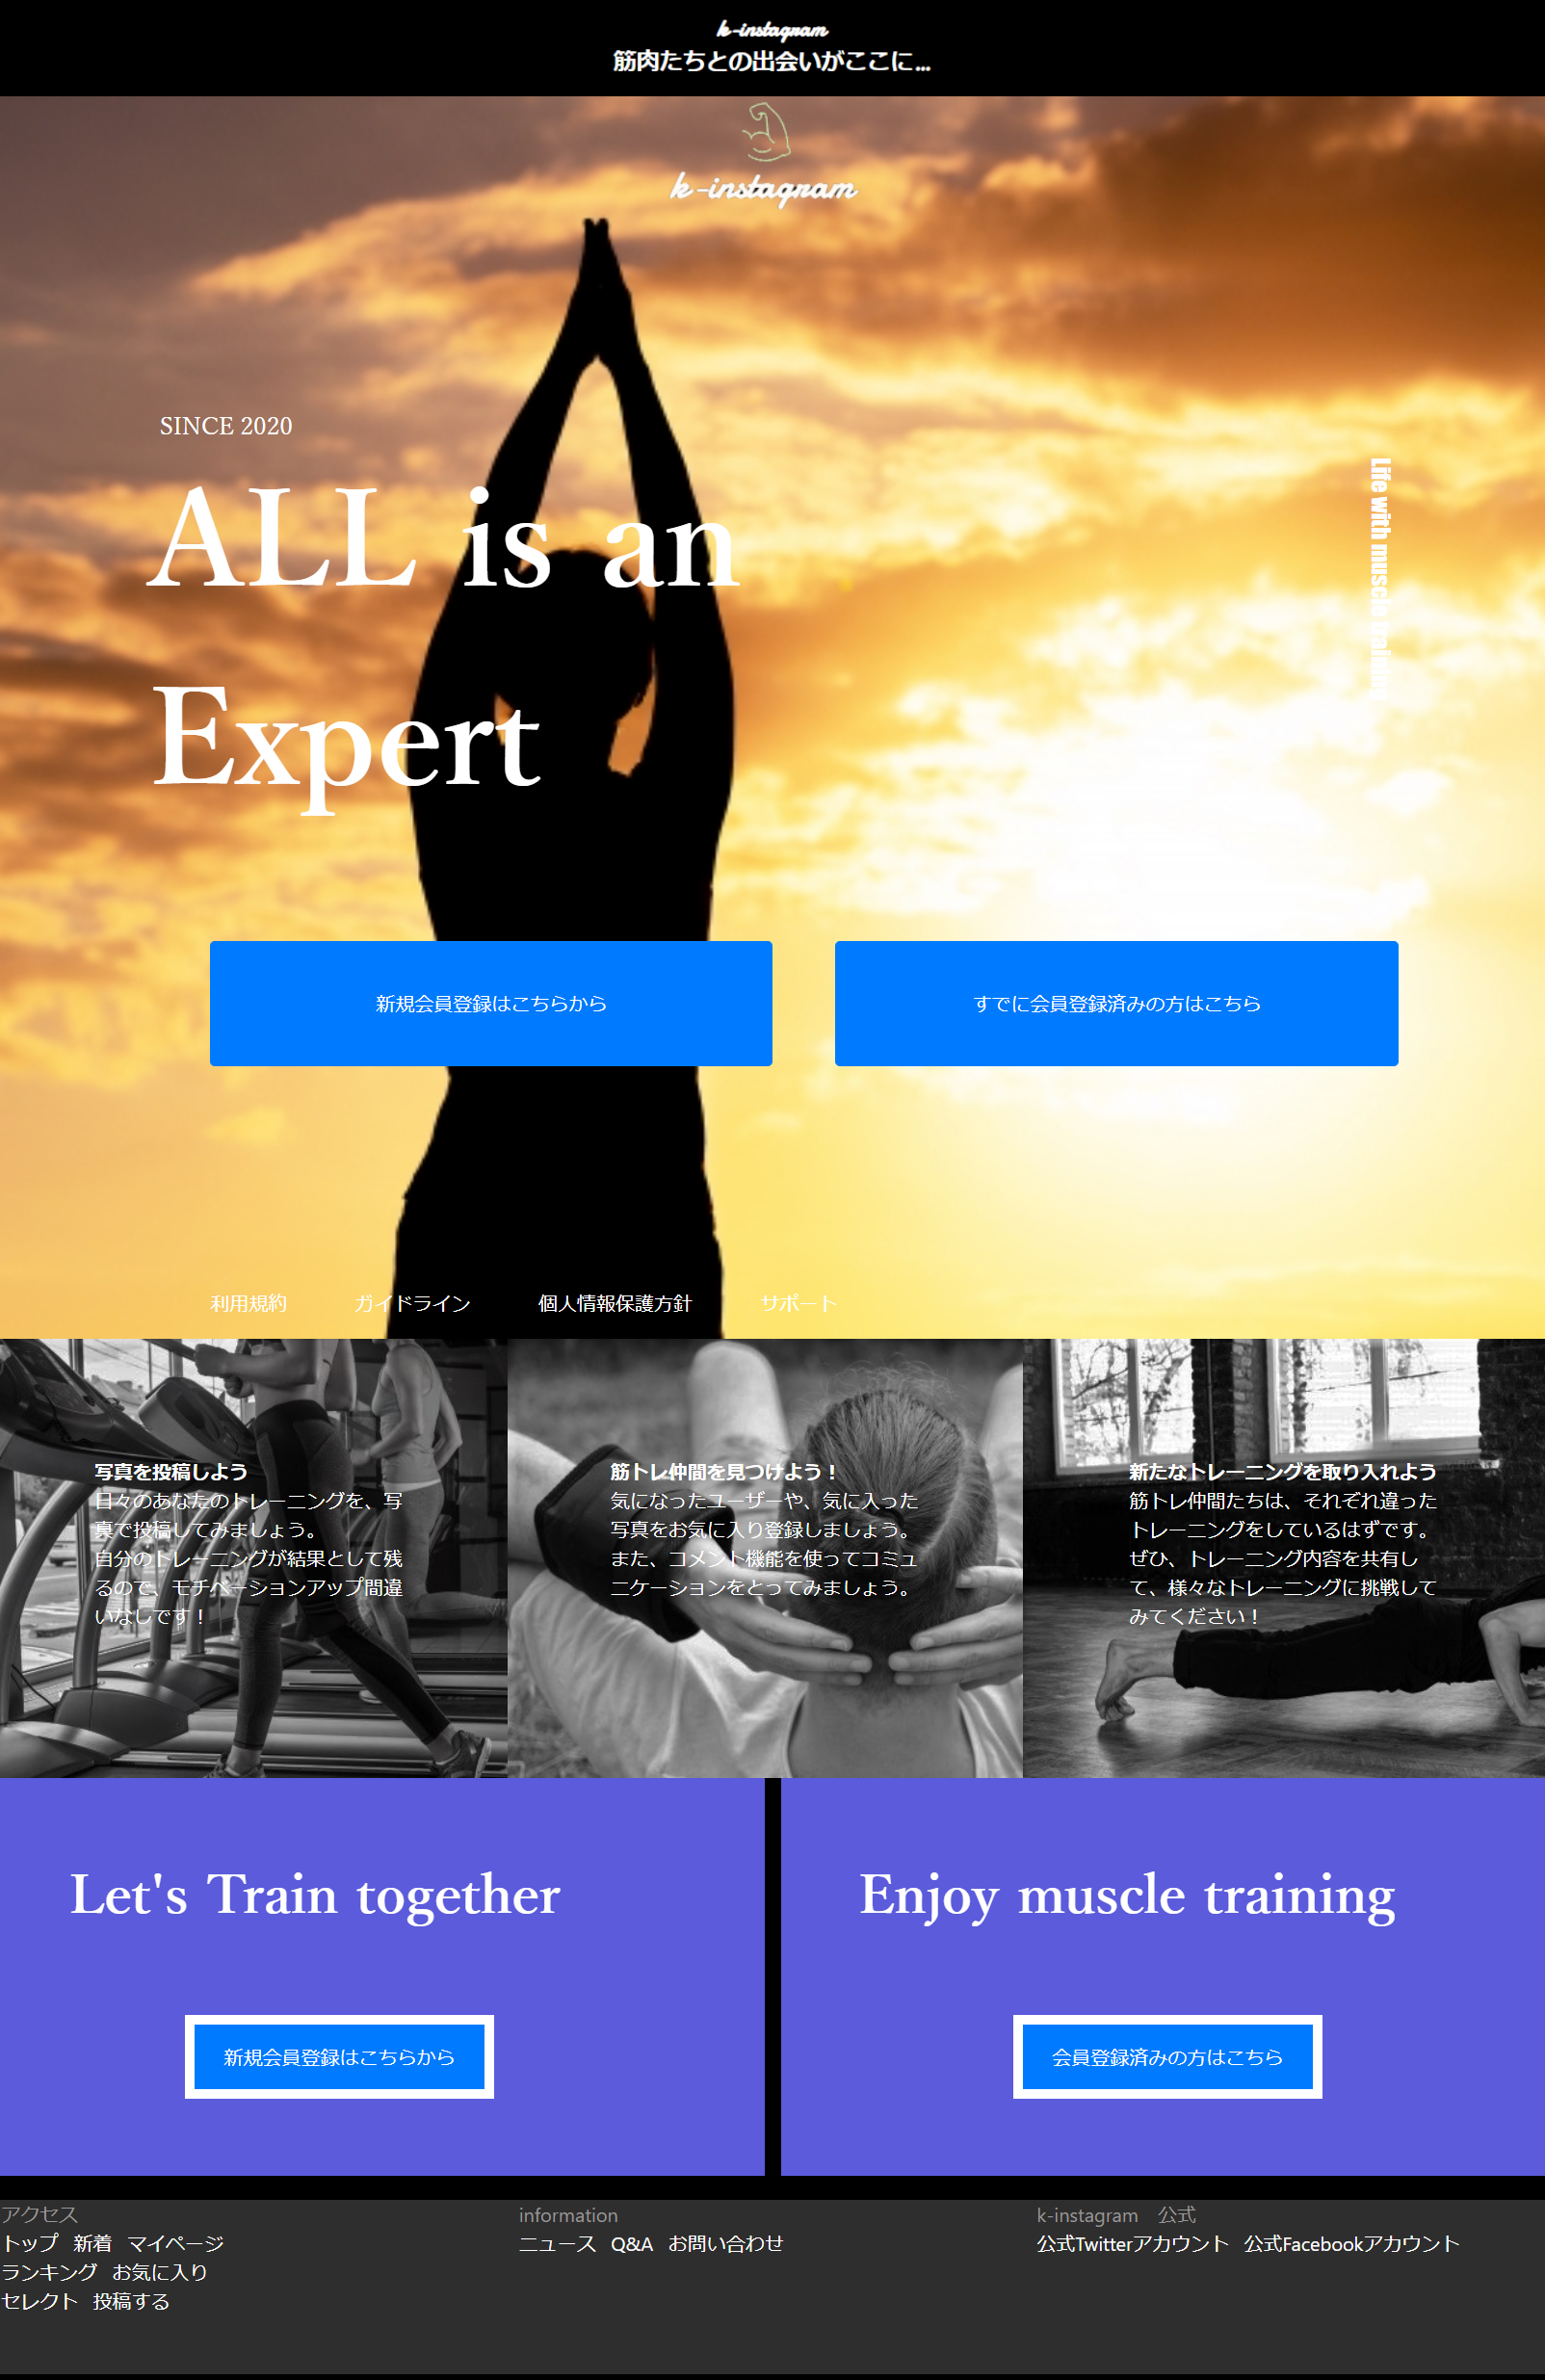 k-instagram
筋肉たちとの出会いがここに...
k-instagram
SINCE 2020
ALL is an
Expert
Life with muscle training
新規会員登録はこちらから
すでに会員登録済みの方はこちら
利用規約 ガイドライン 個人情報保護方針 サポート
写真を投稿しよう
日々のあなたのトレーニングを、写
真で投稿してみましょう。
自分のトレーニングが結果として残
るので、モチベーションアップ間違
いなしです！
筋トレ仲間を見つけよう！
気になったユーザーや、気に入った
写真をお気に入り登録しましょう。
また、コメント機能を使ってコミュ
ニケーションをとってみましょう。
新たなトレーニングを取り入れよう
筋トレ仲間たちは、それぞれ違った
トレーニングをしているはずです。
ぜひ、トレーニング内容を共有し
て、様々なトレーニングに挑戦して
みてください！
Let's Train together
新規会員登録はこちらから
Enjoy muscle training
会員登録済みの方はこちら
アクセス
トップ 新着 マイページ
ランキング お気に入り
セレクト 投稿する
information
ニュース Q&A お問い合わせ
k-instagram　公式
公式Twitterアカウント 公式Facebookアカウント